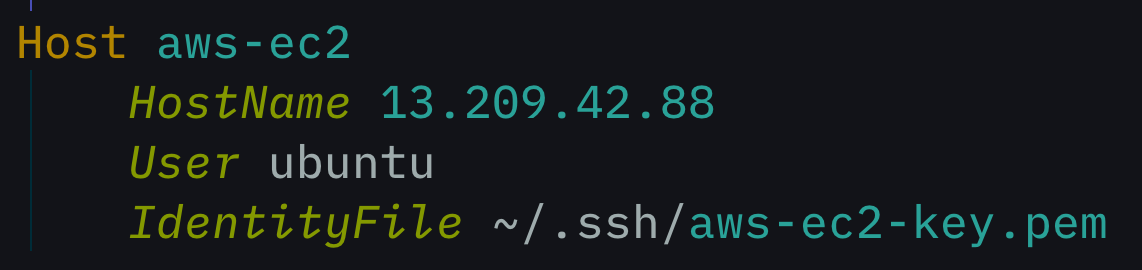 Host aws-ec2
    HostName 13.209.42.88
    User ubuntu
    IdentityFile ~/.ssh/aws-ec2-key.pem